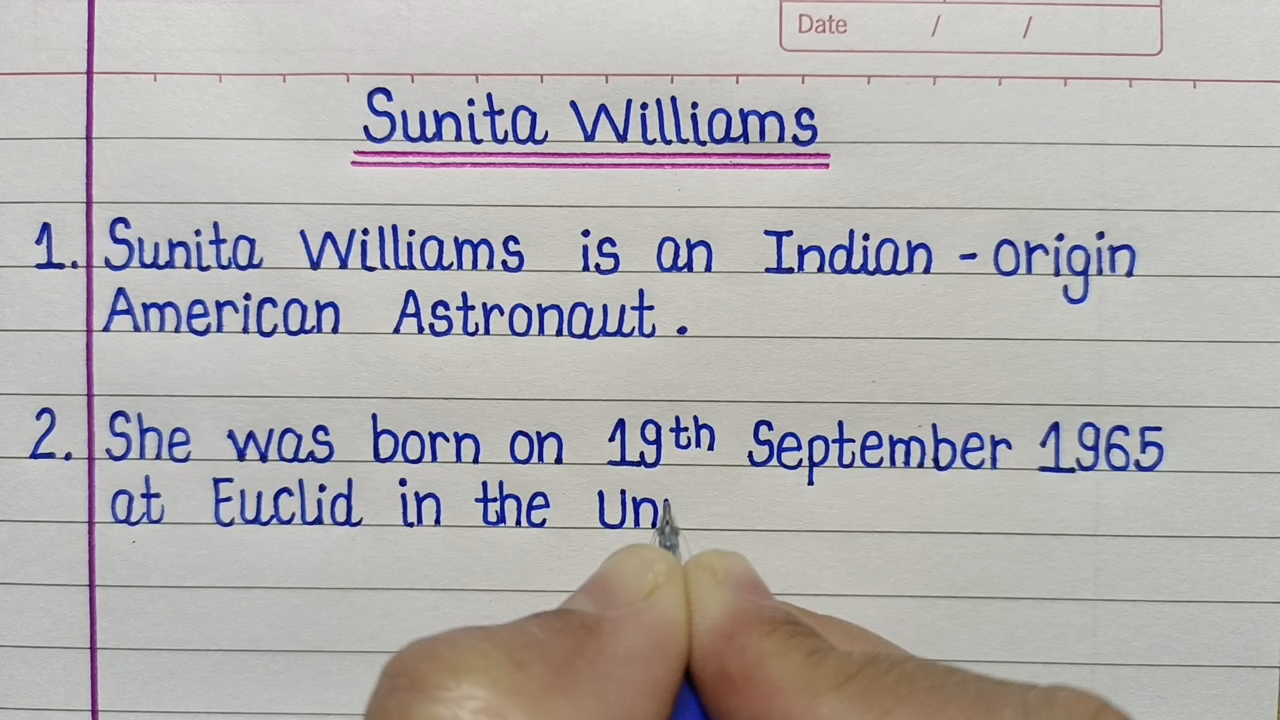 Date / /
Sunita Williams
1. Sunita Williams is an Indian - origin
American Astronaut.
2. She was born on 19th September 1965
at Euclid in the Un